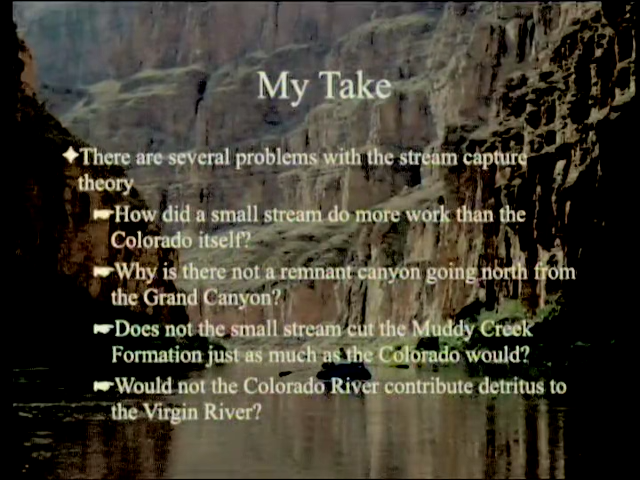 My Take
There are several problems with the stream capture
theory
How did a small stream do more work than the
Colorado itself?
Why is there not a remnant canyon going north from
the Grand Canyon?
Does not the small stream cut the Muddy Creek
Formation just as much as the Colorado would?
Would not the Colorado River contribute detritus to
the Virgin River?